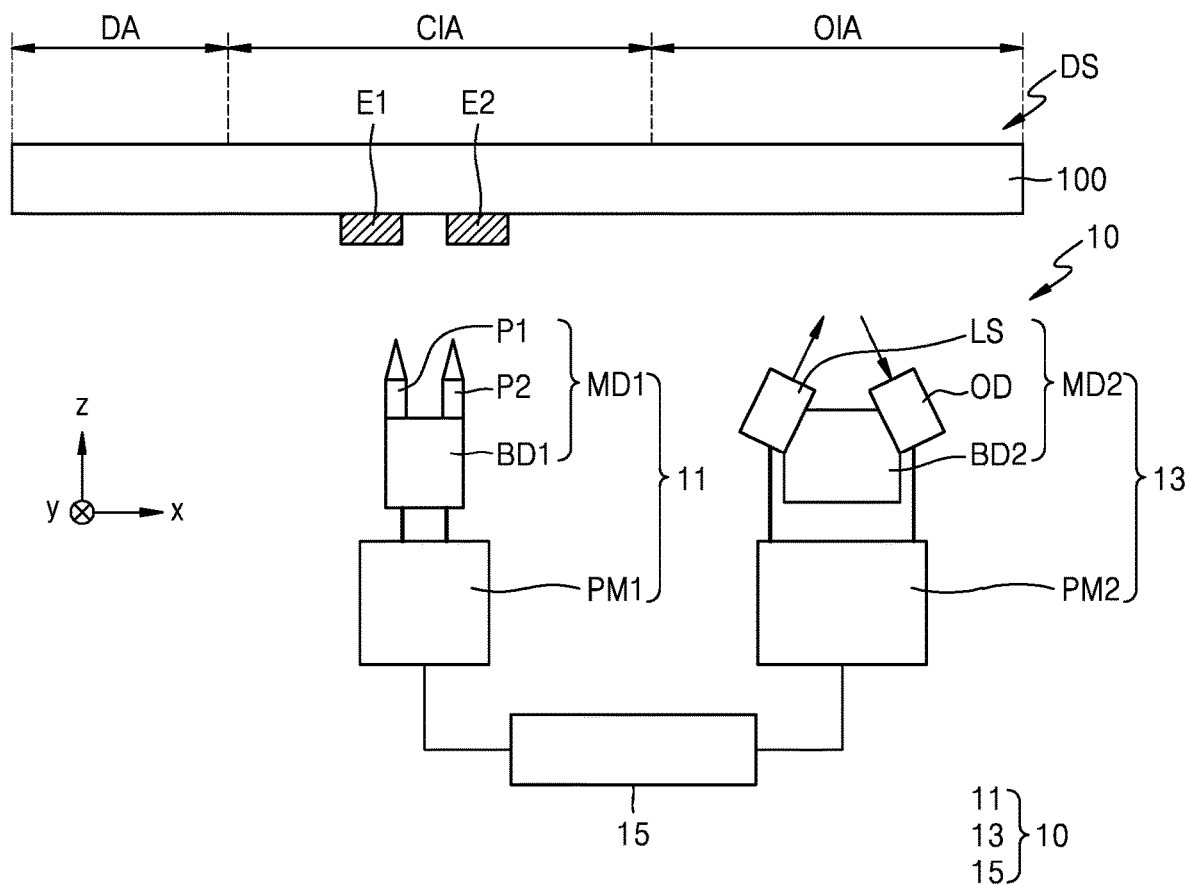 DA CIA OIA
DS
E1 E2
100
10
P1 LS
P2 MD1 OD MD2
z
BD1 11 BD2 13
y x
PM1 PM2
15
11
13 10
15